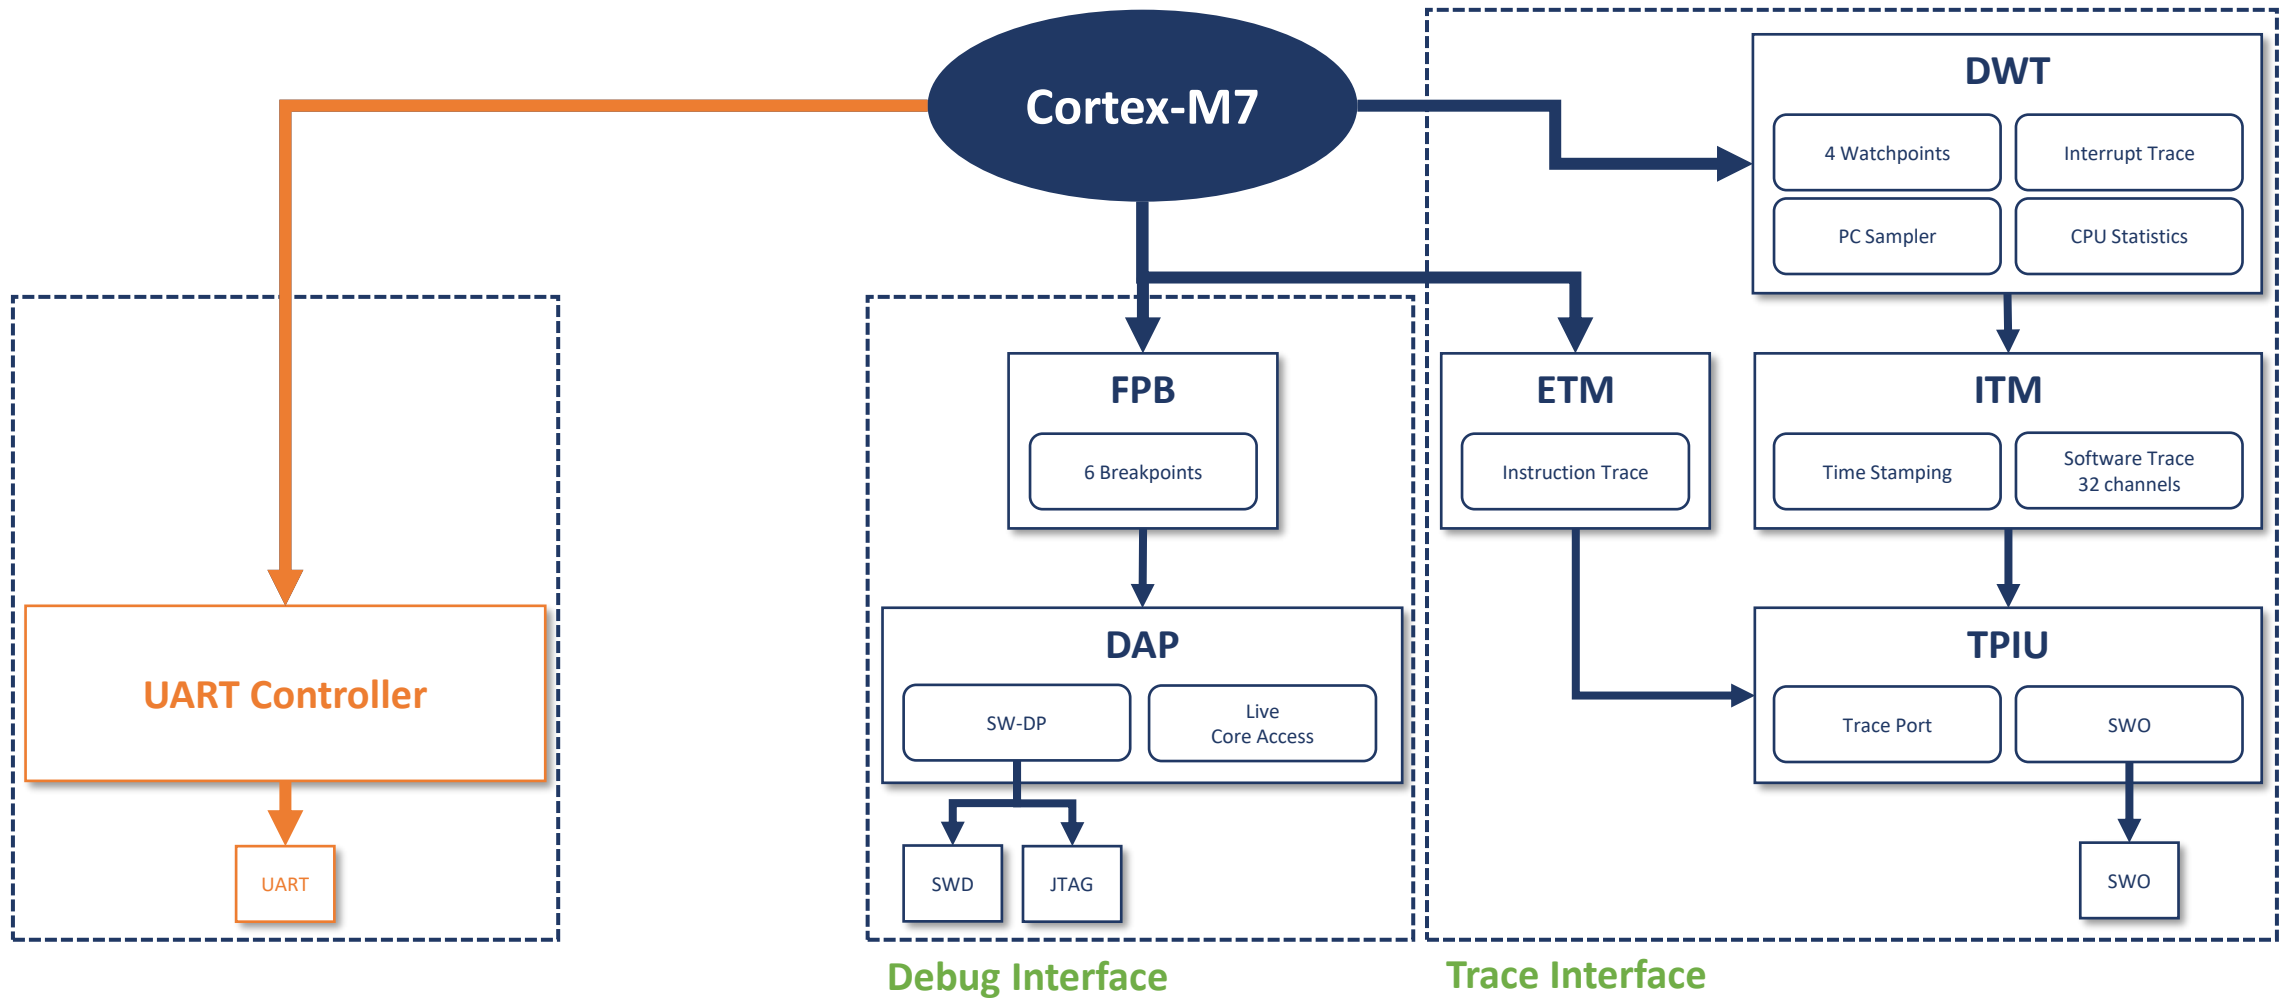 Cortex-M7
DWT
4 Watchpoints
Interrupt Trace
PC Sampler
CPU Statistics
FPB
6 Breakpoints
ETM
Instruction Trace
ITM
Time Stamping
Software Trace
32 channels
UART Controller
DAP
SW-DP
Live
Core Access
TPIU
Trace Port
SWO
UART
SWD
JTAG
SWO
Debug Interface
Trace Interface